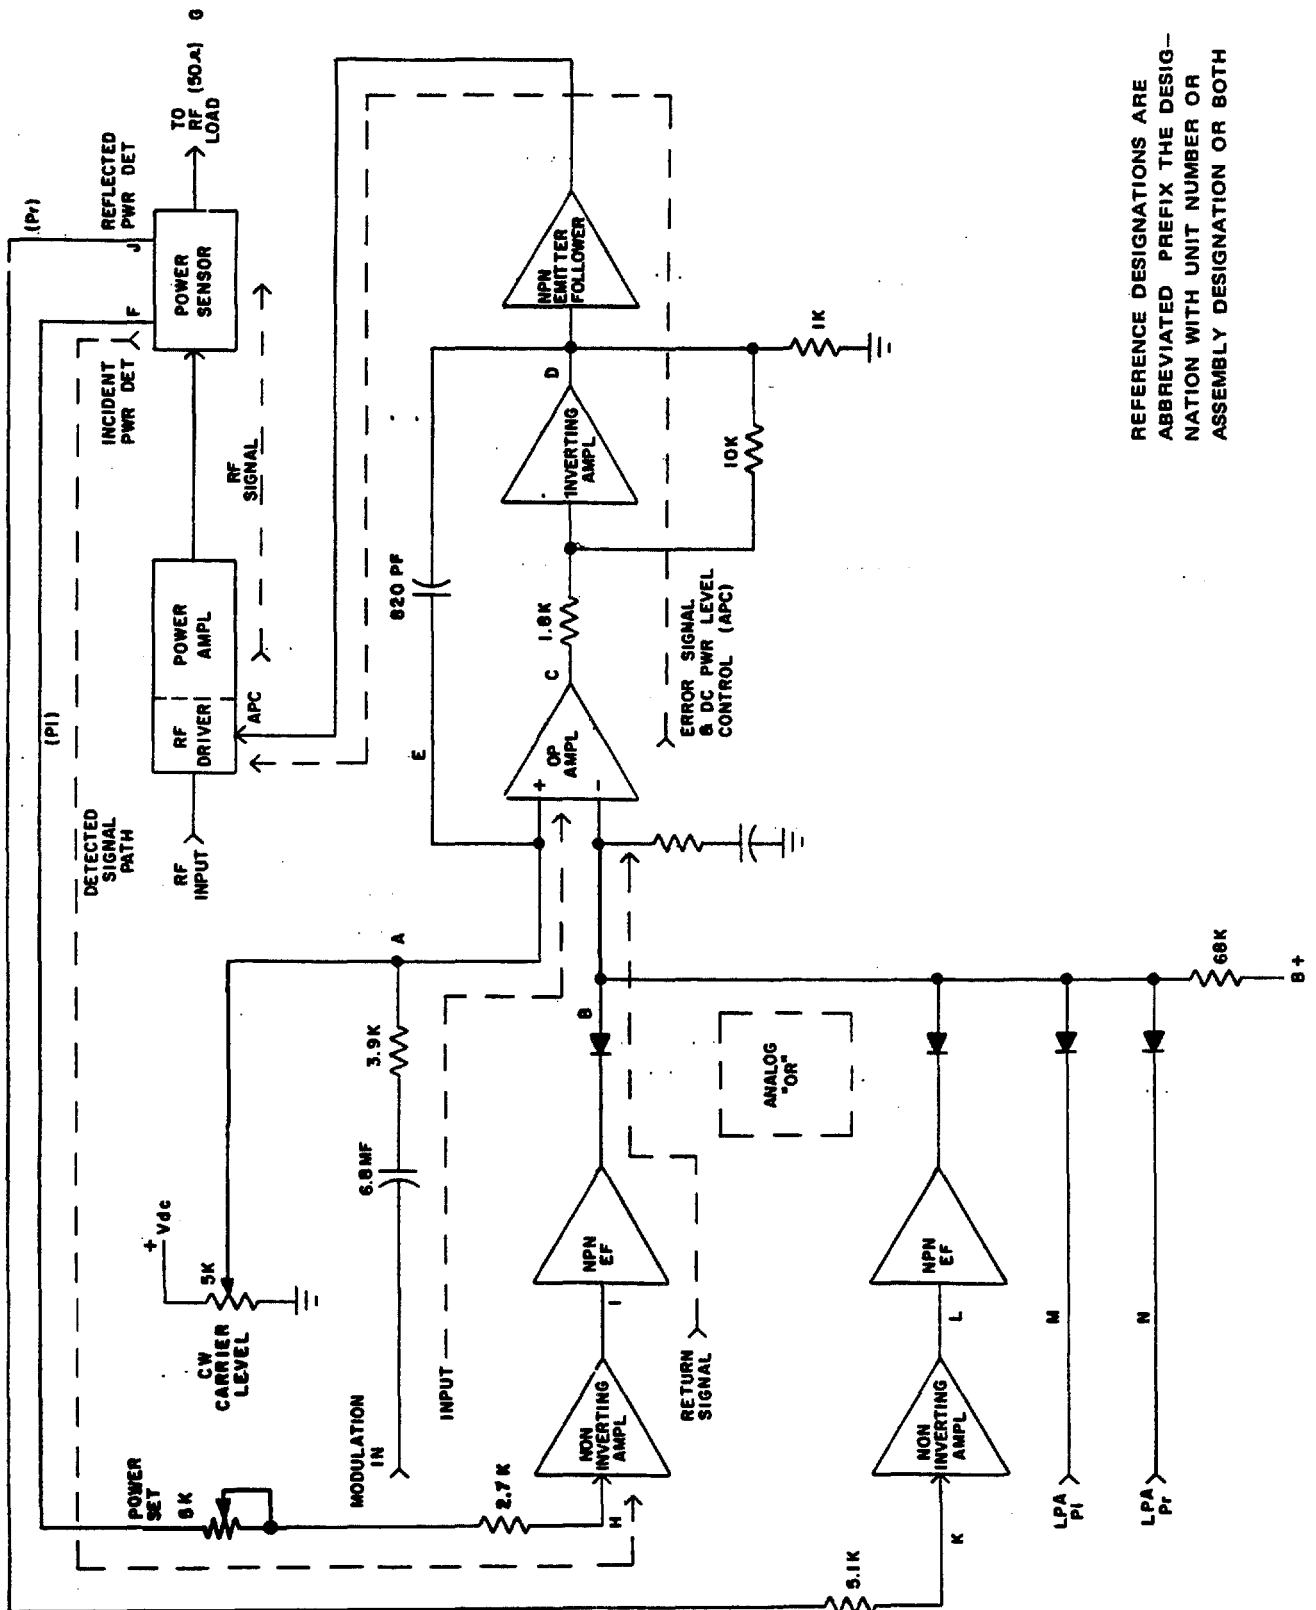 (Pr)
(PI)
DETECTED
SIGNAL
PATH
RF
INPUT
RF
DRIVER
POWER
AMPL
APC
RF
SIGNAL
INCIDENT
PWR DET
F
POWER
SENSOR
J
REFLECTED
PWR DET
TO
RF
LOAD
(50Ω) G
POWER
SET
5K
+
Vdc
5K
CW
CARRIER
LEVEL
MODULATION
IN
6.8MF
3.9K
A
E
820 PF
INPUT
2.7K
H
NON
INVERTING
AMPL
I
NPN
EF
B
+
-
OP
AMPL
C
1.8K
INVERTING
AMPL
D
NPN
EMITTER
FOLLOWER
10K
1K
RETURN
SIGNAL
ERROR SIGNAL
& DC PWR LEVEL
CONTROL (APC)
ANALOG
"OR"
5.1K
K
NON
INVERTING
AMPL
L
NPN
EF
LPA
PI
M
LPA
Pr
N
68K
B+
REFERENCE DESIGNATIONS ARE
ABBREVIATED PREFIX THE DESIG-
NATION WITH UNIT NUMBER OR
ASSEMBLY DESIGNATION OR BOTH